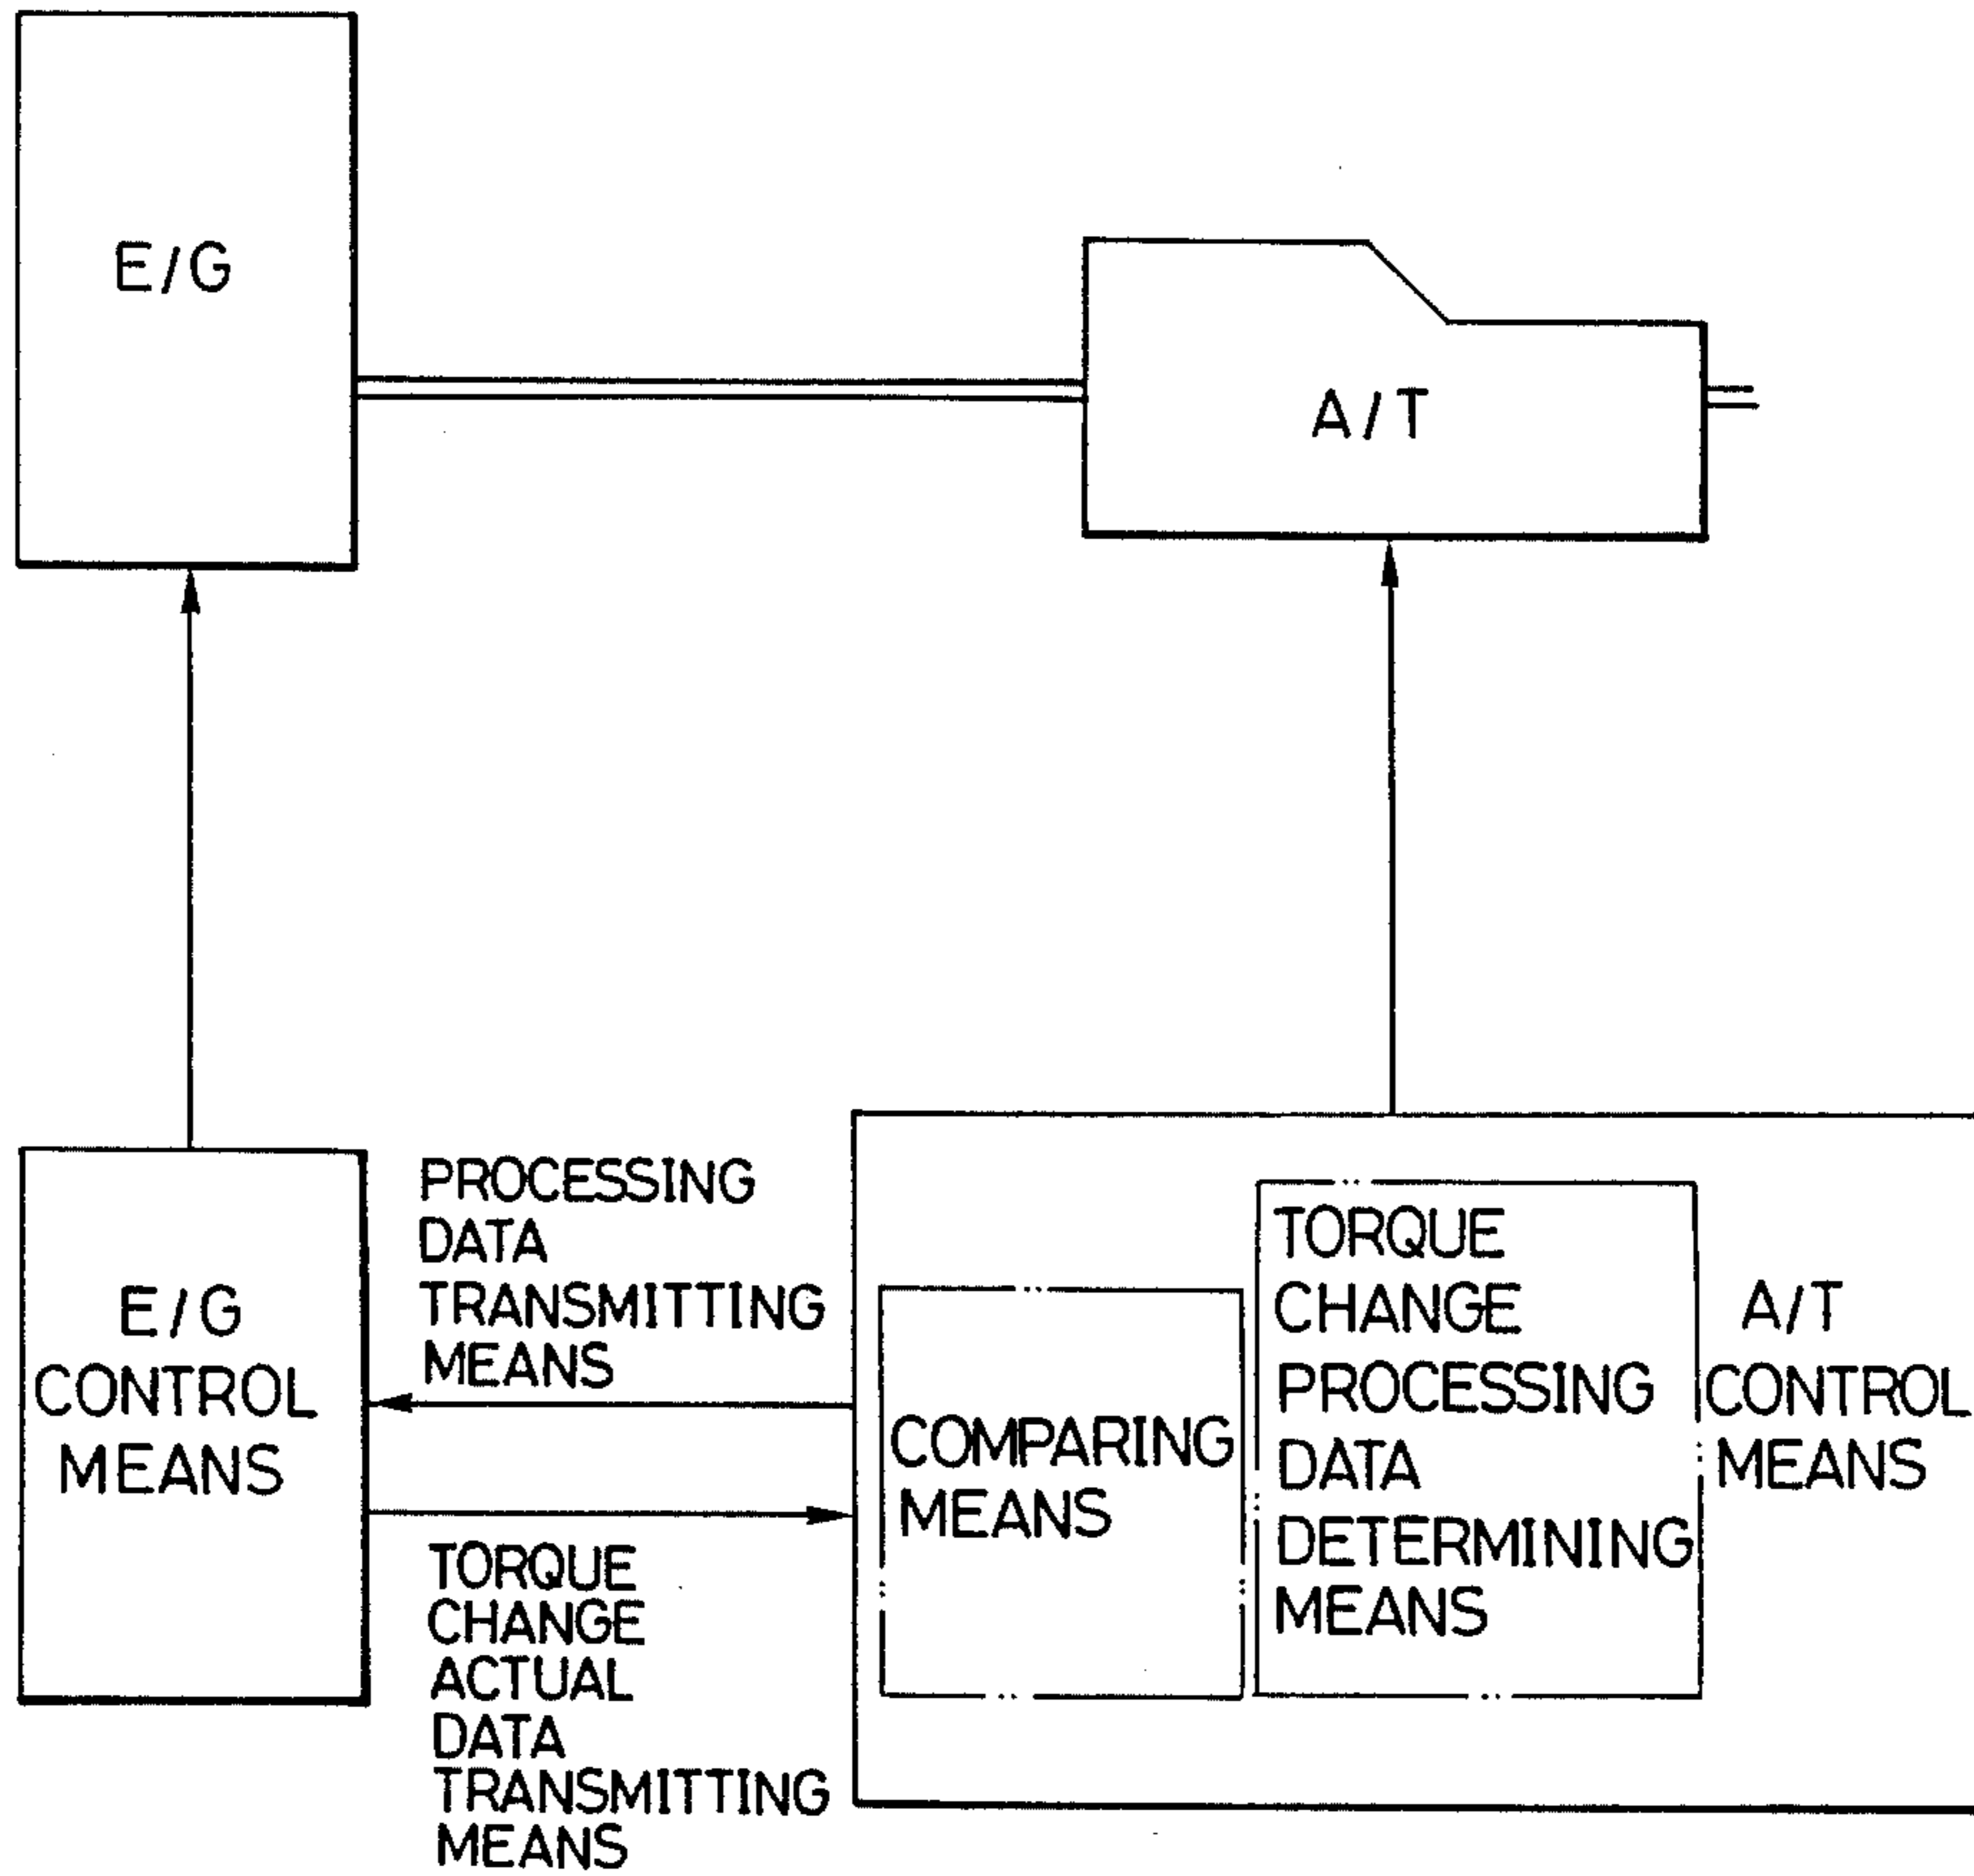 E/G
A/T
E/G
CONTROL
MEANS
PROCESSING
DATA
TRANSMITTING
MEANS
TORQUE
CHANGE
ACTUAL
DATA
TRANSMITTING
MEANS
COMPARING
MEANS
TORQUE
CHANGE
PROCESSING
DATA
DETERMINING
MEANS
A/T
CONTROL
MEANS